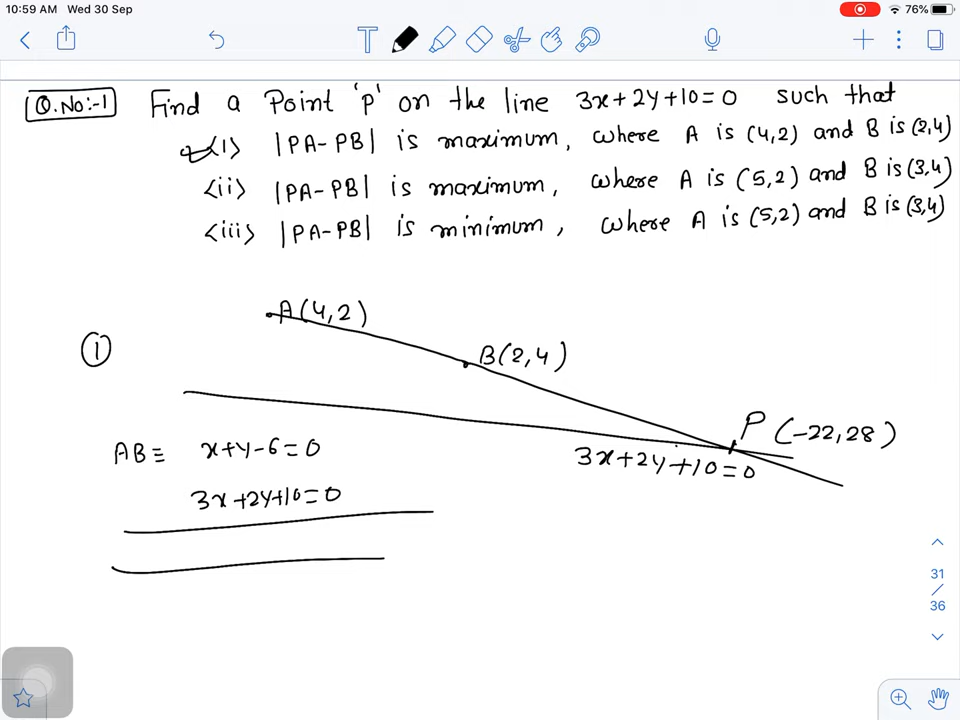 10:59 AM Wed 30 Sep
76%
Q.No:-1 Find a Point 'p' on the line 3x+2y+10=0 such that
<i> |PA-PB| is maximum, where A is (4,2) and B is (2,4)
<ii> |PA-PB| is maximum, where A is (5,2) and B is (3,4)
<iii> |PA-PB| is minimum, where A is (5,2) and B is (3,4)
A(4,2)
① B(2,4)
P (-22,28)
AB≡ x+y-6=0
3x+2y+10=0
3x+2y+10=0
31
/
36